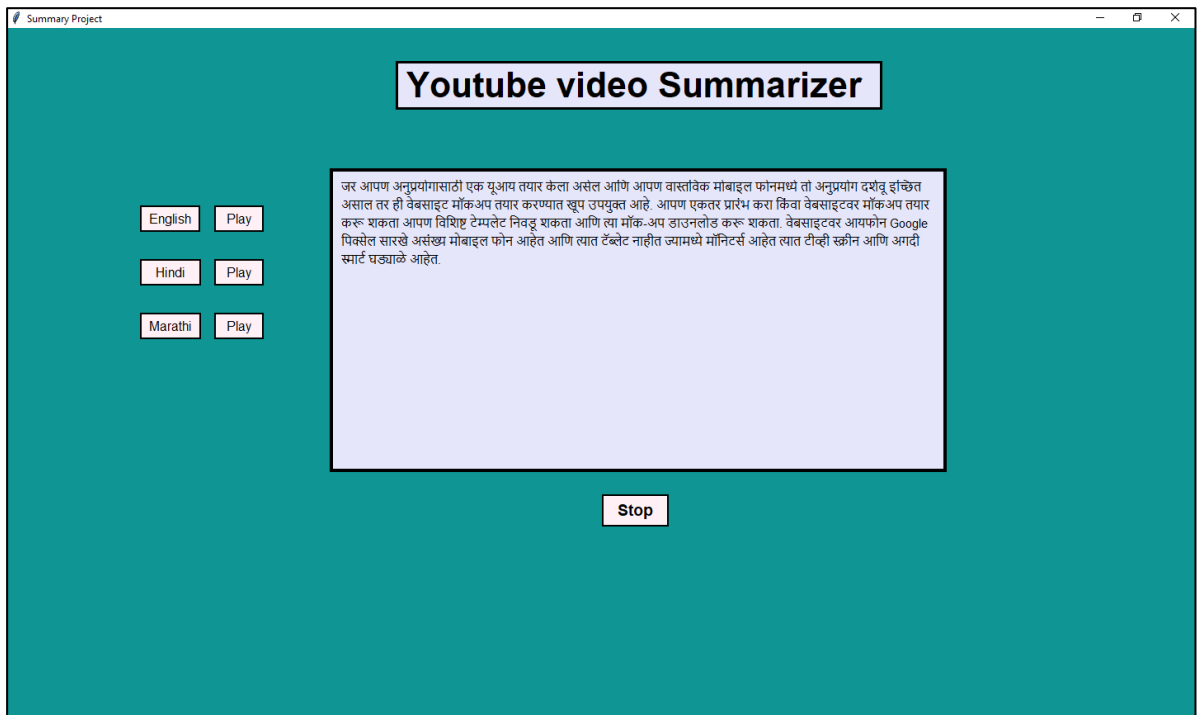 Summary Project
Youtube video Summarizer
जर आपण अनुप्रयोगासाठी एक यूआय तयार केला असेल आणि आपण वास्तविक मोबाइल फोनमध्ये तो अनुप्रयोग दर्शवू इच्छित
असाल तर ही वेबसाइट मॉकअप तयार करण्यात खूप उपयुक्त आहे. आपण एकतर प्रारंभ करा किंवा वेबसाइटवर मॉकअप तयार
करू शकता आपण विशिष्ट टेम्पलेट निवडू शकता आणि त्या मॉक-अप डाउनलोड करू शकता. वेबसाइटवर आयफोन Google
पिक्सेल सारखे असंख्य मोबाइल फोन आहेत आणि त्यात टॅब्लेट नाहीत ज्यामध्ये मॉनिटर्स आहेत त्यात टीव्ही स्क्रीन आणि अगदी
स्मार्ट घड्याळे आहेत.
English Play
Hindi Play
Marathi Play
Stop